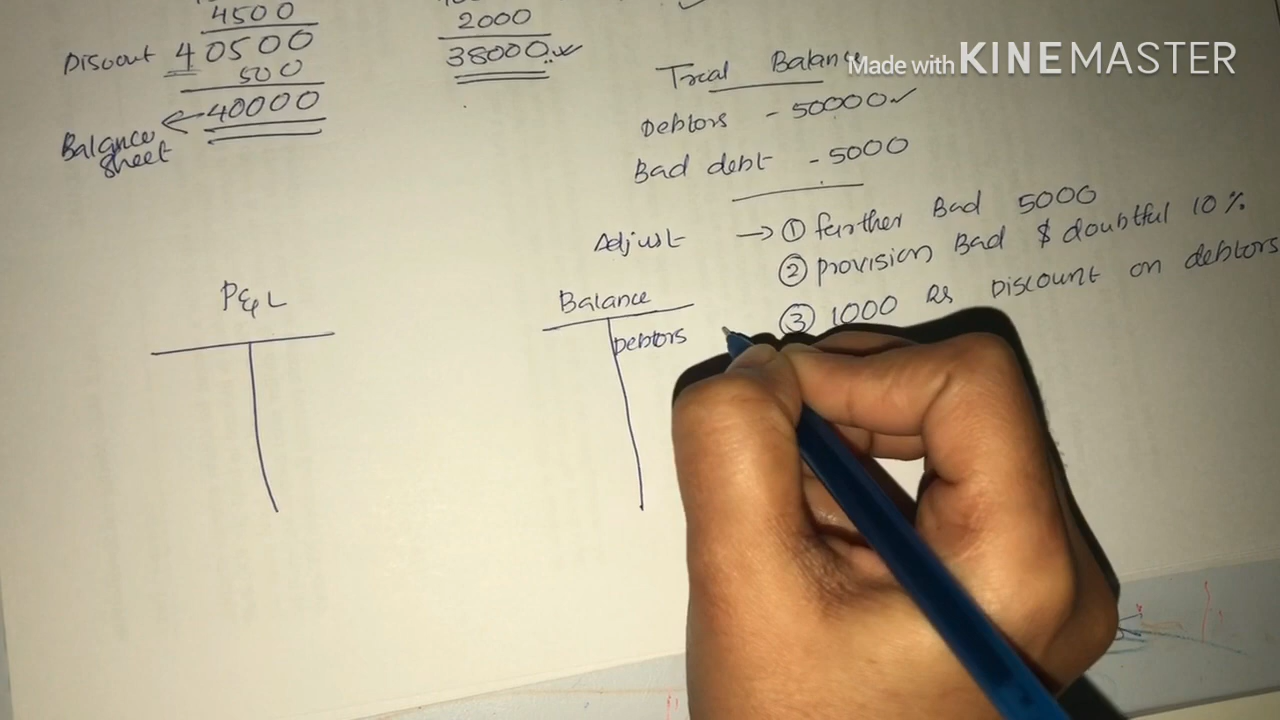 4500
Discout 40500
500
40000
Balance sheet
2000
38000
Made with KINEMASTER
Trial Balance
Debtors - 50000
Bad debt - 5000
Adjust → ① further Bad 5000
② provision Bad & doubtful 10%
③ 1000 Rs Discount on debtors
P&L
Balance
Debtors